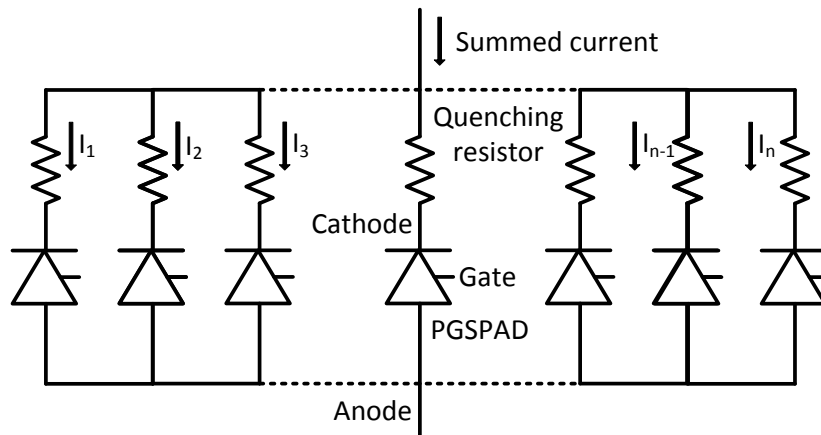 Summed current
Quenching
resistor
I₁
I₂
I₃
Iₙ₋₁
Iₙ
Cathode
Gate
PGSPAD
Anode